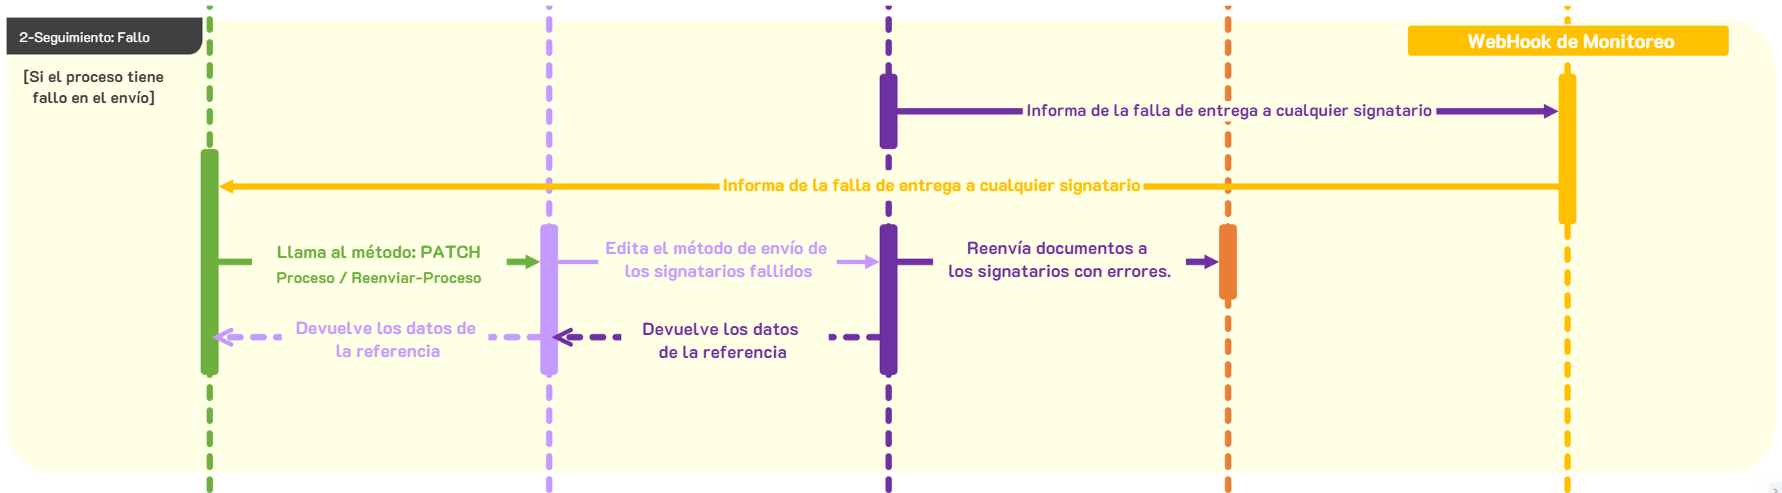 2-Seguimiento: Fallo
[Si el proceso tiene
fallo en el envío]
WebHook de Monitoreo
Informa de la falla de entrega a cualquier signatario
Informa de la falla de entrega a cualquier signatario
Llama al método: PATCH
Proceso / Reenviar-Proceso
Edita el método de envío de
los signatarios fallidos
Reenvía documentos a
los signatarios con errores.
Devuelve los datos de
la referencia
Devuelve los datos
de la referencia